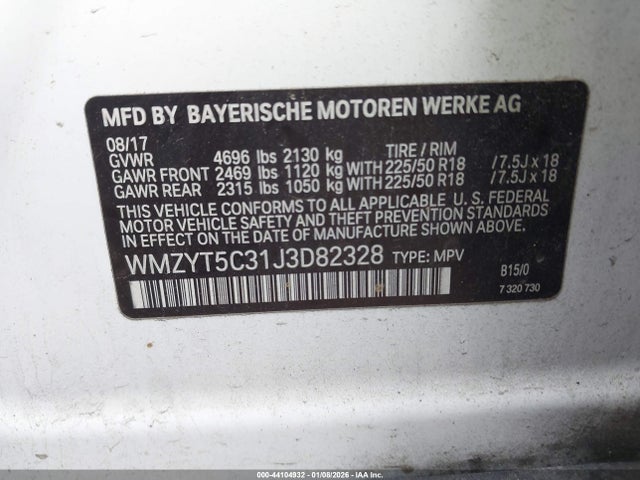 MFD BY BAYERISCHE MOTOREN WERKE AG
08/17 TIRE / RIM
GVWR 4696 lbs 2130 kg
GAWR FRONT 2469 lbs 1120 kg WITH 225/50 R18 /7.5J x 18
GAWR REAR 2315 lbs 1050 kg WITH 225/50 R18 /7.5J x 18
THIS VEHICLE CONFORMS TO ALL APPLICABLE U. S. FEDERAL
MOTOR VEHICLE SAFETY AND THEFT PREVENTION STANDARDS
IN EFFECT ON THE DATE OF MANUFACTURE SHOWN ABOVE.
WMZYT5C31J3D82328 TYPE: MPV
B15/0
7 320 730
000-44104932 - 01/08/2026 - IAA Inc.